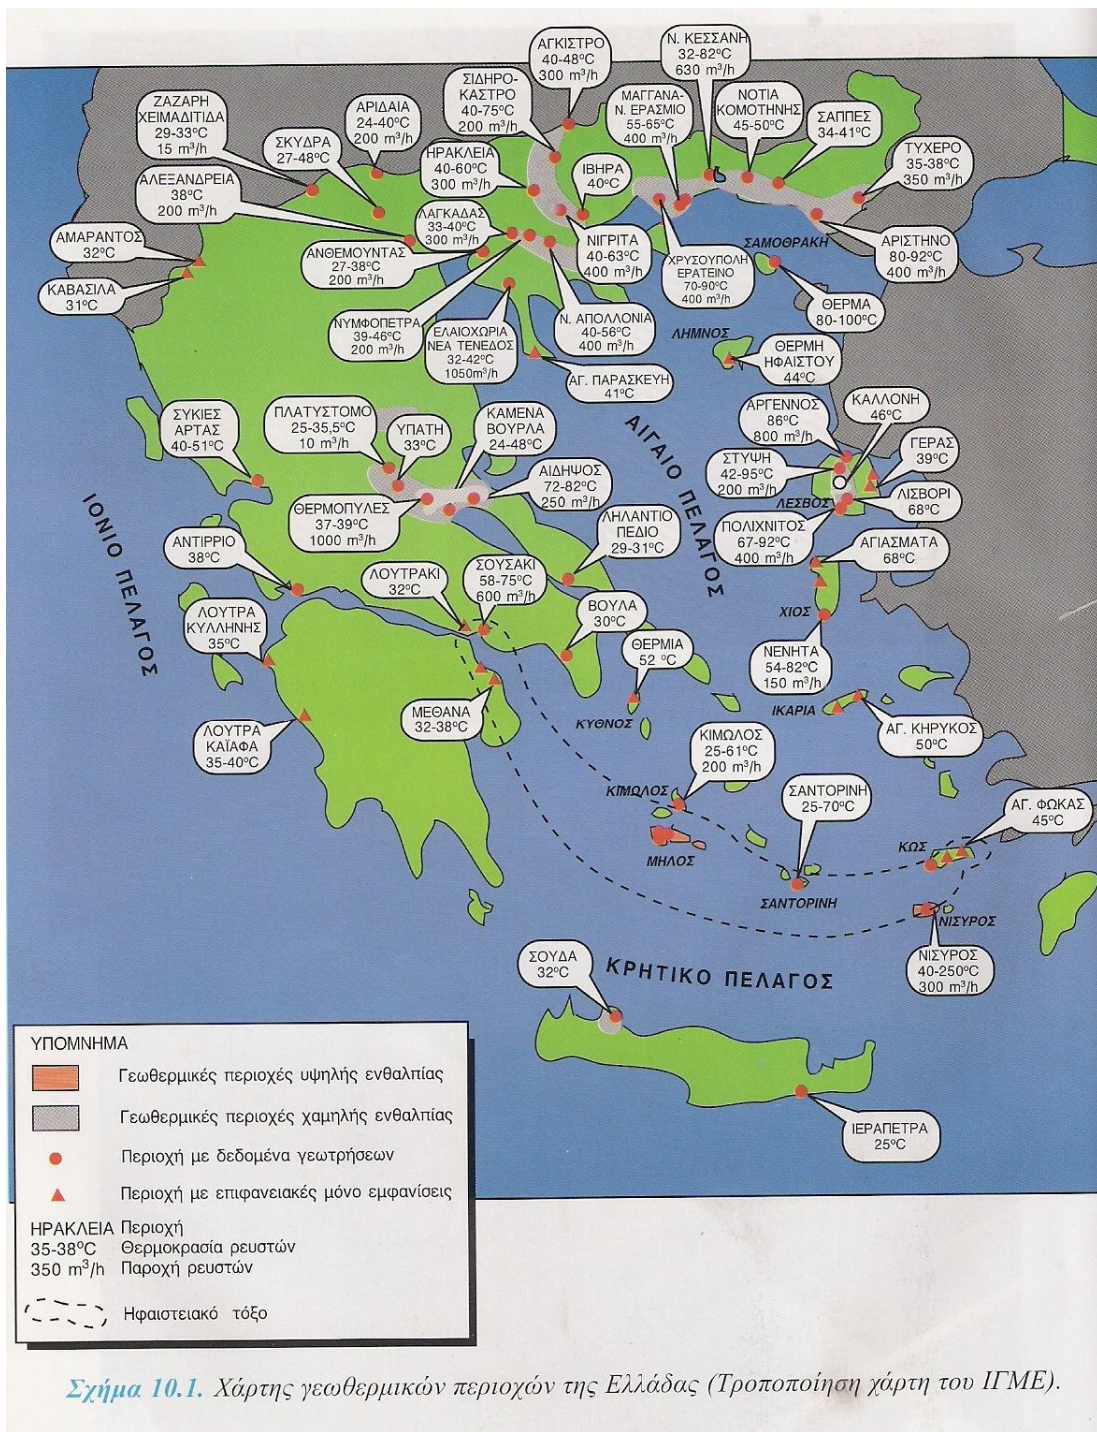 ΑΓΚΙΣΤΡΟ
40-48°C
300 m³/h
Ν. ΚΕΣΣΑΝΗ
32-82°C
630 m³/h
ΣΙΔΗΡΟ-
ΚΑΣΤΡΟ
40-75°C
200 m³/h
ΜΑΓΓΑΝΑ-
Ν. ΕΡΑΣΜΙΟ
55-65°C
400 m³/h
ΝΟΤΙΑ
ΚΟΜΟΤΗΝΗΣ
45-50°C
ΣΑΠΠΕΣ
34-41°C
ΖΑΖΑΡΗ
ΧΕΙΜΑΔΙΤΙΔΑ
29-33°C
15 m³/h
ΑΡΙΔΑΙΑ
24-40°C
200 m³/h
ΣΚΥΔΡΑ
27-48°C
ΗΡΑΚΛΕΙΑ
40-60°C
300 m³/h
ΙΒΗΡΑ
40°C
ΤΥΧΕΡΟ
35-38°C
350 m³/h
ΑΛΕΞΑΝΔΡΕΙΑ
38°C
200 m³/h
ΛΑΓΚΑΔΑΣ
33-40°C
300 m³/h
ΑΜΑΡΑΝΤΟΣ
32°C
ΚΑΒΑΣΙΛΑ
31°C
ΑΝΘΕΜΟΥΝΤΑΣ
27-38°C
200 m³/h
ΝΙΓΡΙΤΑ
40-63°C
400 m³/h
ΧΡΥΣΟΥΠΟΛΗ
ΕΡΑΤΕΙΝΟ
70-90°C
400 m³/h
ΣΑΜΟΘΡΑΚΗ
ΑΡΙΣΤΗΝΟ
80-92°C
400 m³/h
ΘΕΡΜΑ
80-100°C
ΝΥΜΦΟΠΕΤΡΑ
39-46°C
200 m³/h
ΕΛΑΙΟΧΩΡΙΑ
ΝΕΑ ΤΕΝΕΔΟΣ
32-42°C
1050m³/h
Ν. ΑΠΟΛΛΟΝΙΑ
40-56°C
400 m³/h
ΛΗΜΝΟΣ
ΘΕΡΜΗ
ΗΦΑΙΣΤΟΥ
44°C
ΑΓ. ΠΑΡΑΣΚΕΥΗ
41°C
ΣΥΚΙΕΣ
ΑΡΤΑΣ
40-51°C
ΠΛΑΤΥΣΤΟΜΟ
25-35,5°C
10 m³/h
ΥΠΑΤΗ
33°C
ΚΑΜΕΝΑ
ΒΟΥΡΛΑ
24-48°C
ΑΙΔΗΨΟΣ
72-82°C
250 m³/h
ΑΙΓΑΙΟ ΠΕΛΑΓΟΣ
ΑΡΓΕΝΝΟΣ
86°C
800 m³/h
ΚΑΛΛΟΝΗ
46°C
ΓΕΡΑΣ
39°C
ΣΤΥΨΗ
42-95°C
200 m³/h
ΛΕΣΒΟΣ
ΛΙΣΒΟΡΙ
68°C
ΙΟΝΙΟ ΠΕΛΑΓΟΣ
ΘΕΡΜΟΠΥΛΕΣ
37-39°C
1000 m³/h
ΛΗΛΑΝΤΙΟ
ΠΕΔΙΟ
29-31°C
ΠΟΛΙΧΝΙΤΟΣ
67-92°C
400 m³/h
ΑΓΙΑΣΜΑΤΑ
68°C
ΑΝΤΙΡΡΙΟ
38°C
ΛΟΥΤΡΑΚΙ
32°C
ΣΟΥΣΑΚΙ
58-75°C
600 m³/h
ΒΟΥΛΑ
30°C
ΧΙΟΣ
ΛΟΥΤΡΑ
ΚΥΛΛΗΝΗΣ
35°C
ΘΕΡΜΙΑ
52 °C
ΝΕΝΗΤΑ
54-82°C
150 m³/h
ΛΟΥΤΡΑ
ΚΑΪΑΦΑ
35-40°C
ΜΕΘΑΝΑ
32-38°C
ΚΥΘΝΟΣ
ΙΚΑΡΙΑ
ΑΓ. ΚΗΡΥΚΟΣ
50°C
ΚΙΜΩΛΟΣ
25-61°C
200 m³/h
ΚΙΜΩΛΟΣ
ΣΑΝΤΟΡΙΝΗ
25-70°C
ΑΓ. ΦΩΚΑΣ
45°C
ΜΗΛΟΣ
ΚΩΣ
ΣΑΝΤΟΡΙΝΗ
ΝΙΣΥΡΟΣ
ΝΙΣΥΡΟΣ
40-250°C
300 m³/h
ΣΟΥΔΑ
32°C
ΚΡΗΤΙΚΟ ΠΕΛΑΓΟΣ
ΙΕΡΑΠΕΤΡΑ
25°C
ΥΠΟΜΝΗΜΑ
Γεωθερμικές περιοχές υψηλής ενθαλπίας
Γεωθερμικές περιοχές χαμηλής ενθαλπίας
Περιοχή με δεδομένα γεωτρήσεων
Περιοχή με επιφανειακές μόνο εμφανίσεις
ΗΡΑΚΛΕΙΑ Περιοχή
35-38°C Θερμοκρασία ρευστών
350 m³/h Παροχή ρευστών
Ηφαιστειακό τόξο
Σχήμα 10.1. Χάρτης γεωθερμικών περιοχών της Ελλάδας (Τροποποίηση χάρτη του ΙΓΜΕ).